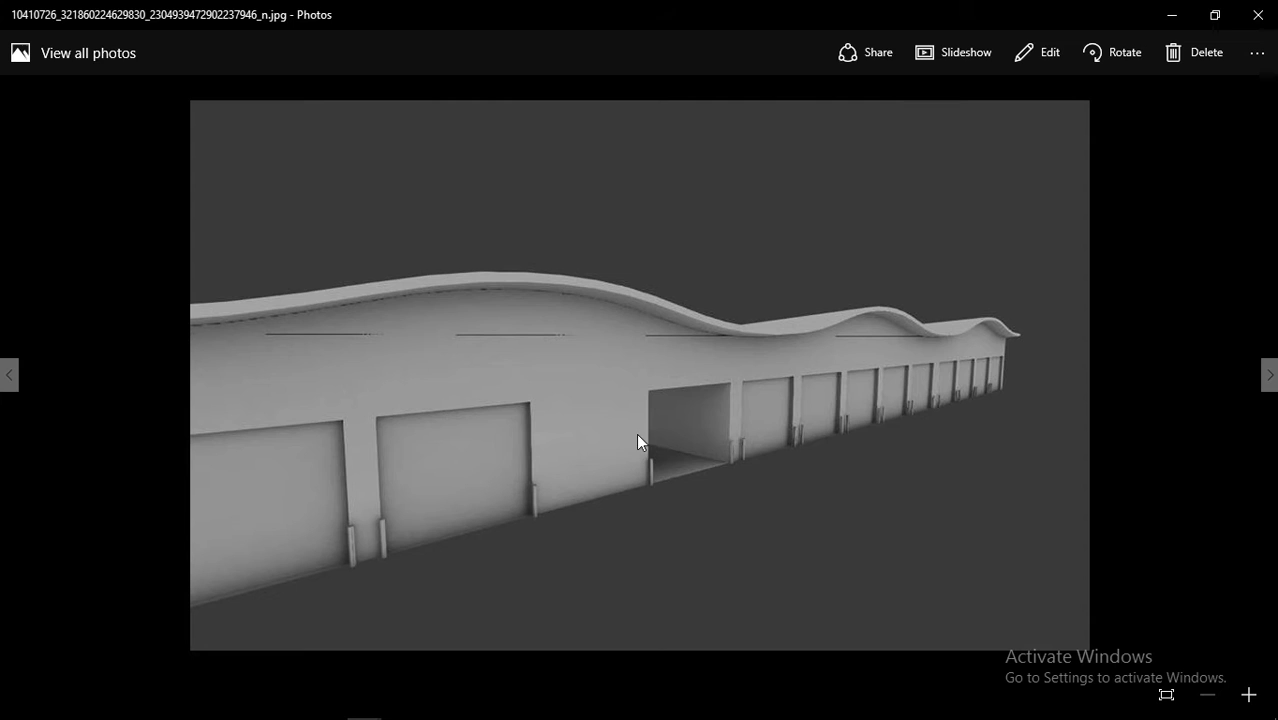 10410726_321860224629830_2304939472902237946_n.jpg - Photos
View all photos
Share
Slideshow
Edit
Rotate
Delete
Activate Windows
Go to Settings to activate Windows.